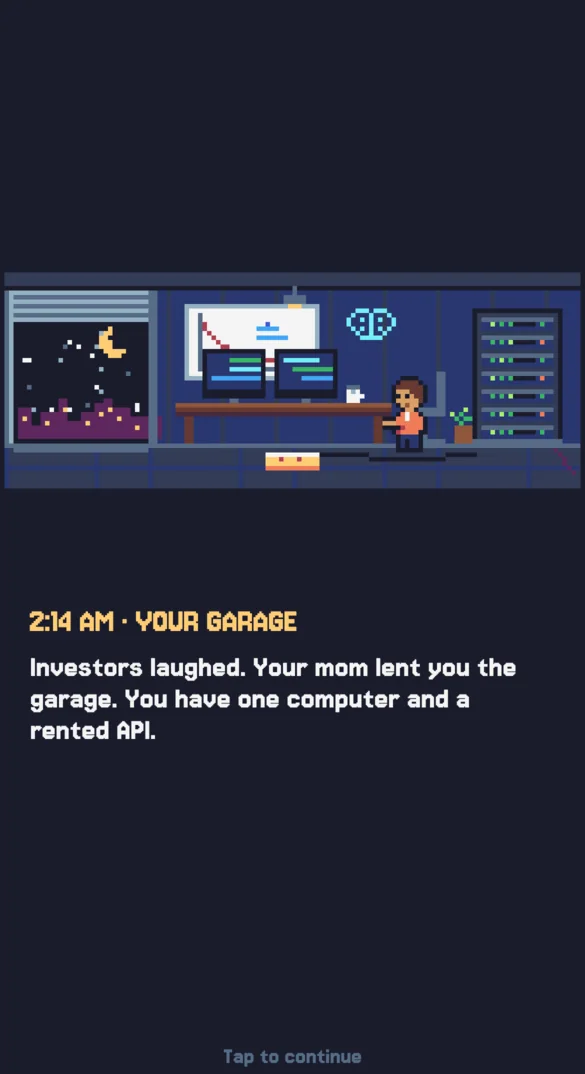 2:14 AM · YOUR GARAGE
Investors laughed. Your mom lent you the
garage. You have one computer and a
rented API.
Tap to continue